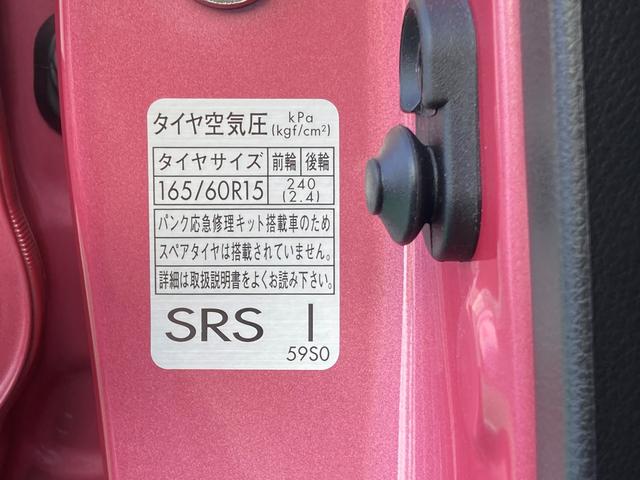 タイヤ空気圧 kPa (kgf/cm²)
タイヤサイズ 前輪 後輪
165/60R15 240 (2.4)
パンク応急修理キット搭載車のため
スペアタイヤは搭載されていません。
詳細は取扱説明書をよくお読み下さい。
SRS I
59S0